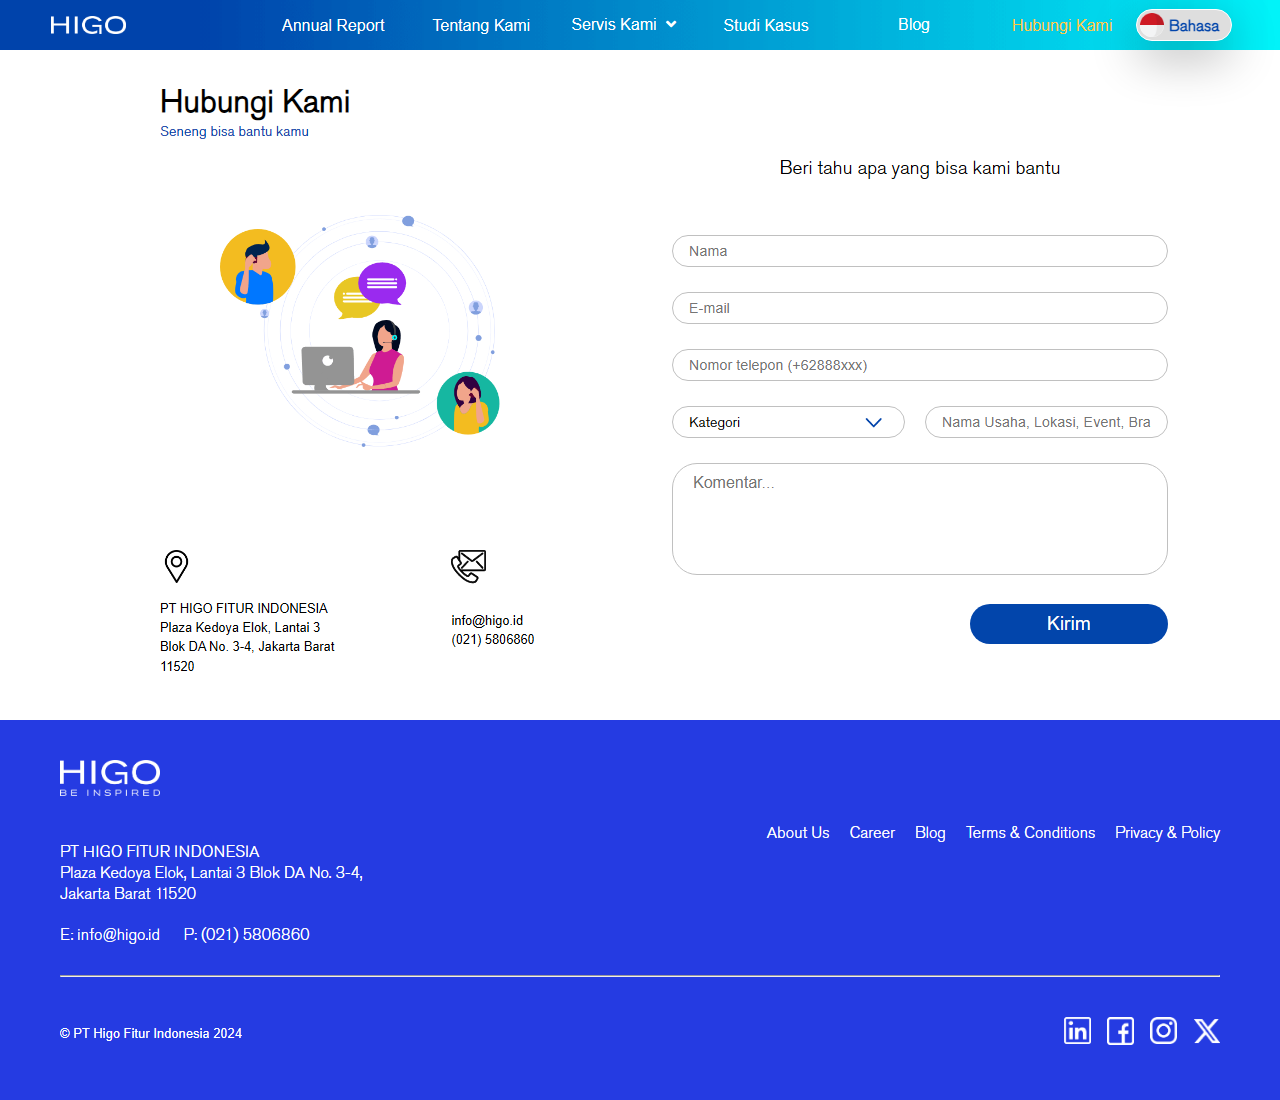 HIGO
Annual Report
Tentang Kami
Servis Kami
Studi Kasus
Blog
Hubungi Kami
Bahasa
Hubungi Kami
Seneng bisa bantu kamu
Beri tahu apa yang bisa kami bantu
Nama
E-mail
Nomor telepon (+62888xxx)
Kategori
Nama Usaha, Lokasi, Event, Bra
Komentar...
Kirim
PT HIGO FITUR INDONESIA
Plaza Kedoya Elok, Lantai 3
Blok DA No. 3-4, Jakarta Barat
11520
info@higo.id
(021) 5806860
HIGO
BE INSPIRED
PT HIGO FITUR INDONESIA
Plaza Kedoya Elok, Lantai 3 Blok DA No. 3-4,
Jakarta Barat 11520
E: info@higo.id
P: (021) 5806860
About Us
Career
Blog
Terms & Conditions
Privacy & Policy
© PT Higo Fitur Indonesia 2024